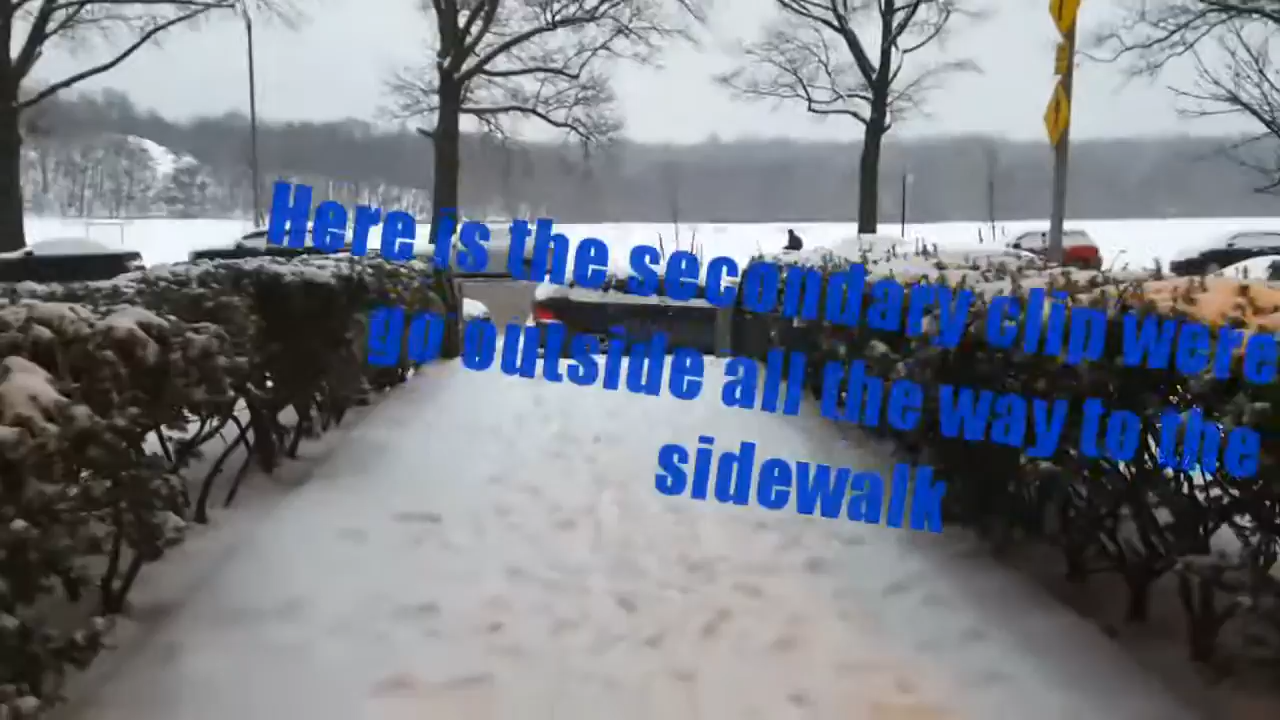 Here is the secondary clip were
go outside all the way to the
sidewalk